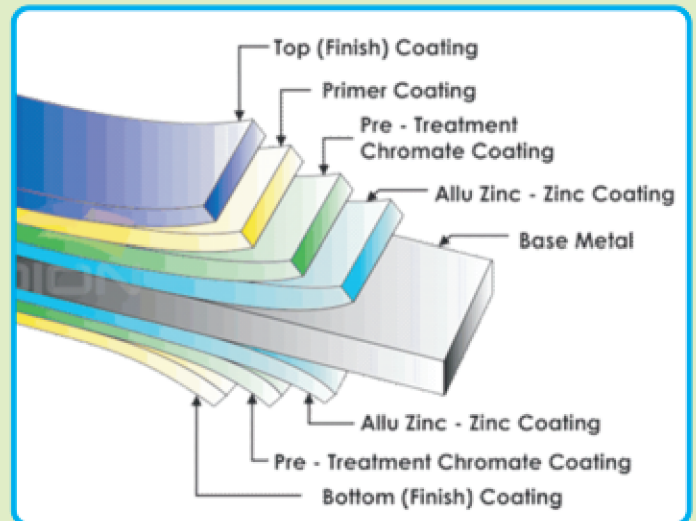 Top (Finish) Coating
Primer Coating
Pre - Treatment
Chromate Coating
Allu Zinc - Zinc Coating
Base Metal
Allu Zinc - Zinc Coating
Pre - Treatment Chromate Coating
Bottom (Finish) Coating